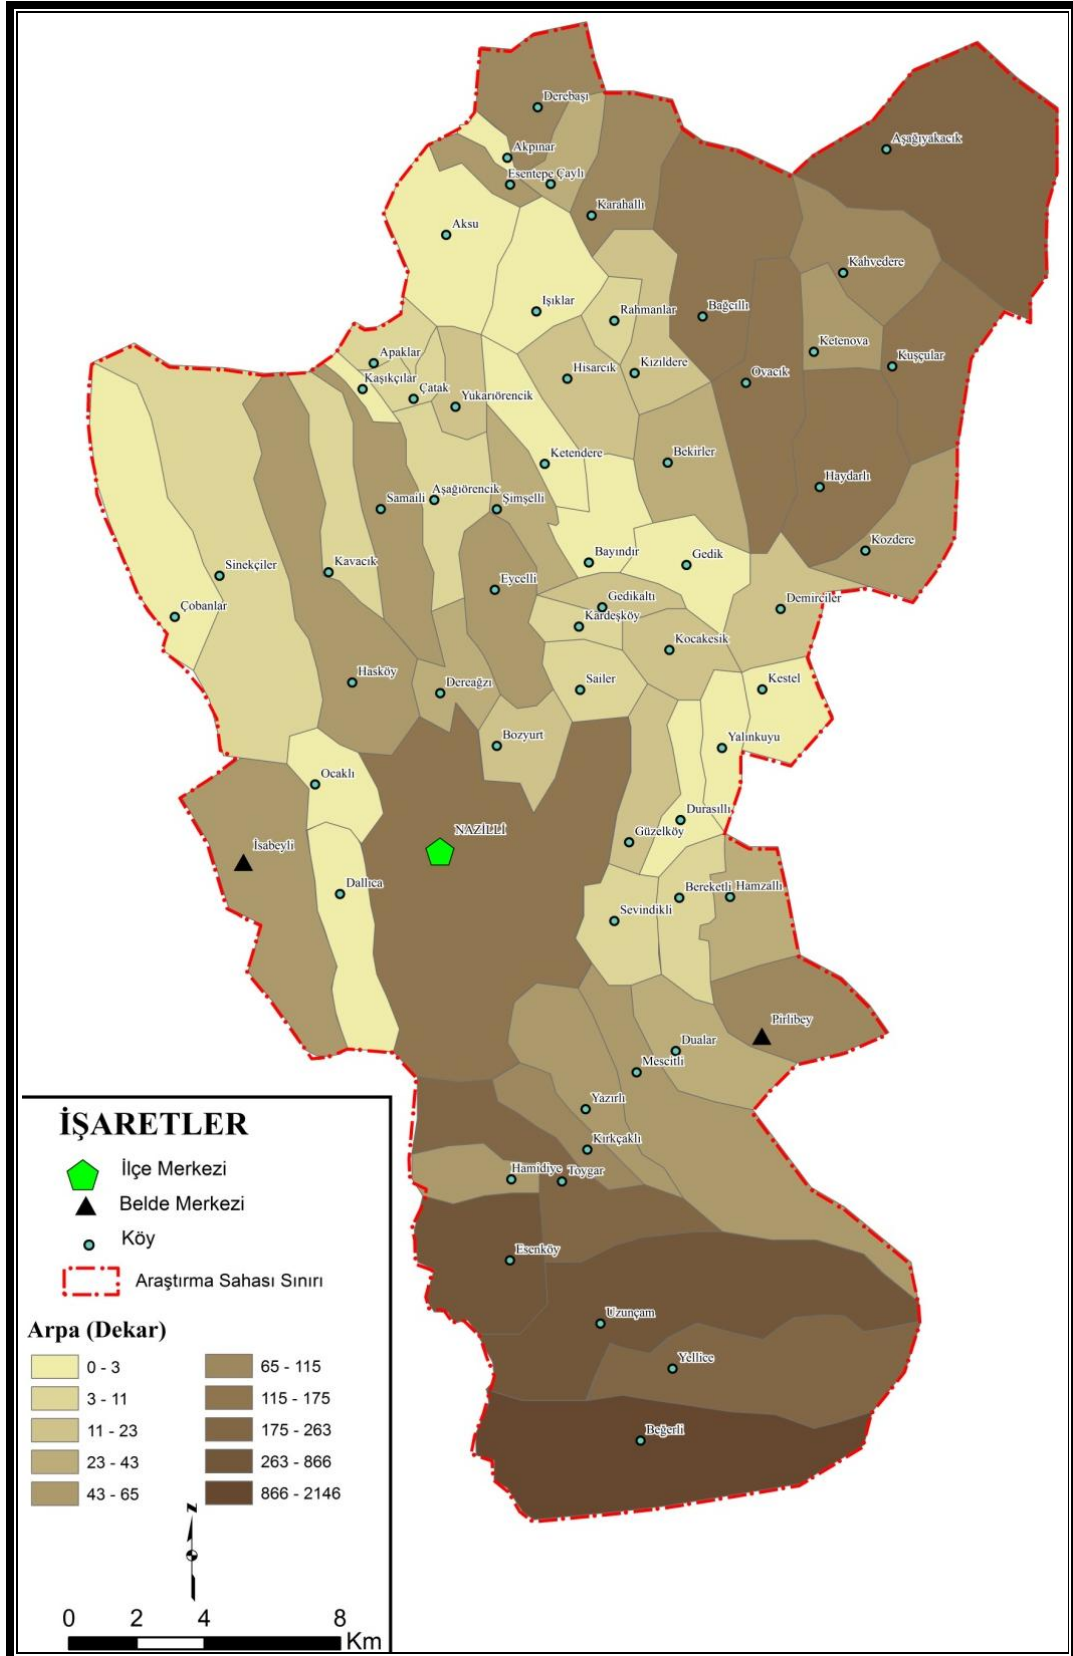 Derebaşı
Aşağıyakacık
Akpınar
Esentepe
Çaylı
Karahallı
Aksu
Kahvedere
Işıklar
Rahmanlar
Bağcıllı
Ketenova
Kuşçular
Apaklar
Hisarcık
Kızıldere
Ovacık
Kaşıkçılar
Çatak
Yukarıörencik
Ketendere
Bekirler
Haydarlı
Samaili
Aşağıörencik
Şimşelli
Kozdere
Sinekçiler
Kavacık
Bayındır
Gedik
Eycelli
Çobanlar
Gedikaltı
Kardeşköy
Demirciler
Kocakesik
Hasköy
Dereağzı
Sailer
Kestel
Bozyurt
Yalınkuyu
Ocaklı
Durasıllı
NAZİLLİ
Güzelköy
İsabeyli
Dallıca
Bereketli
Hamzallı
Sevindikli
Pirlibey
Dualar
Mescitli
Yazırlı
Kırkçaklı
Hamidiye
Toygar
Esenköy
Uzunçam
Yellice
Beğerli
İŞARETLER
İlçe Merkezi
Belde Merkezi
Köy
Araştırma Sahası Sınırı
Arpa (Dekar)
0 - 3
3 - 11
11 - 23
23 - 43
43 - 65
65 - 115
115 - 175
175 - 263
263 - 866
866 - 2146
z
0 2 4 8
Km